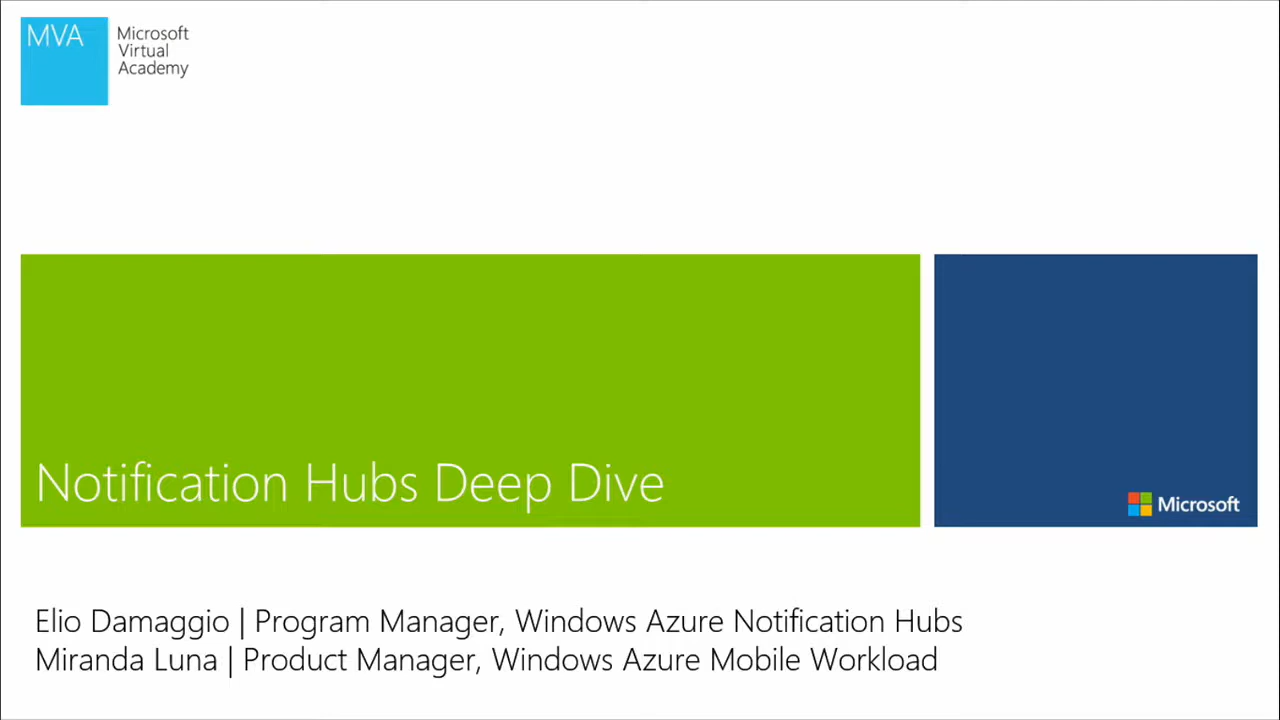 MVA
Microsoft
Virtual
Academy
Notification Hubs Deep Dive
Microsoft
Elio Damaggio | Program Manager, Windows Azure Notification Hubs
Miranda Luna | Product Manager, Windows Azure Mobile Workload